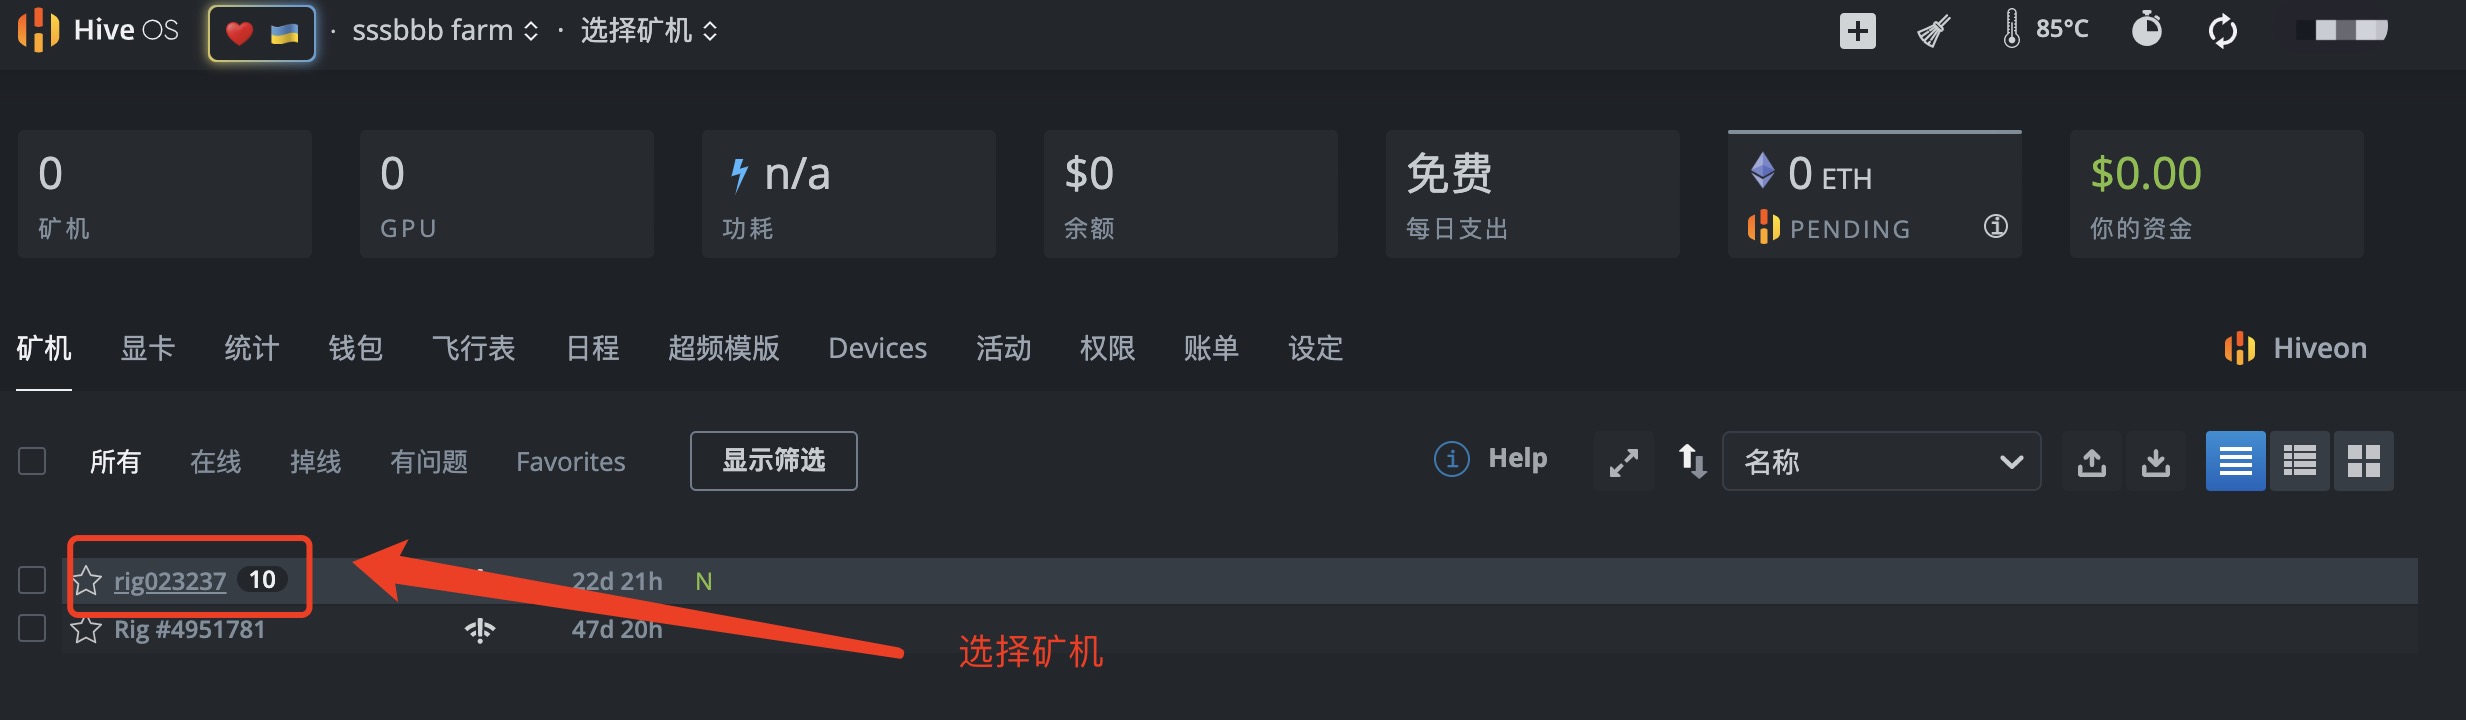 Hive OS · sssbbb farm · 选择矿机 85°C
0 0 n/a $0 免费 0 ETH $0.00
矿机 GPU 功耗 余额 每日支出 PENDING 你的资金
矿机 显卡 统计 钱包 飞行表 日程 超频模版 Devices 活动 权限 账单 设定 Hiveon
所有 在线 掉线 有问题 Favorites 显示筛选 Help 名称
rig023237 10 22d 21h N
Rig #4951781 47d 20h
选择矿机